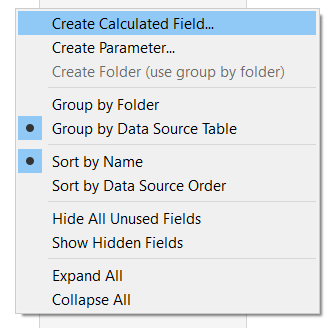 Create Calculated Field...
Create Parameter...
Create Folder (use group by folder)
Group by Folder
Group by Data Source Table
Sort by Name
Sort by Data Source Order
Hide All Unused Fields
Show Hidden Fields
Expand All
Collapse All